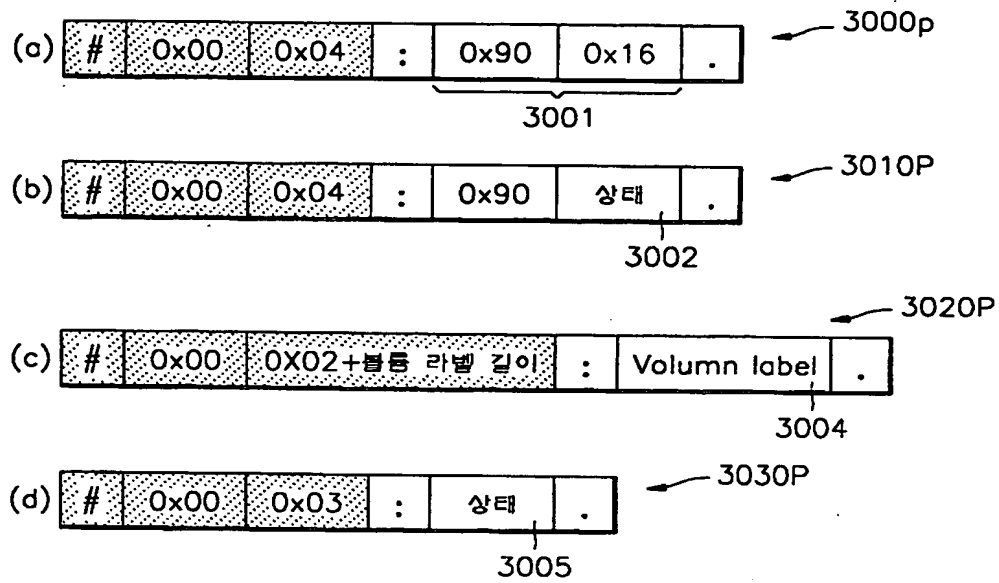 3000p
(a) # 0x00 0x04 : 0x90 0x16 .
3001
3010P
(b) # 0x00 0x04 : 0x90 상태 .
3002
3020P
(c) # 0x00 0X02+볼륨 라벨 길이 : Volumn label .
3004
3030P
(d) # 0x00 0x03 : 상태 .
3005